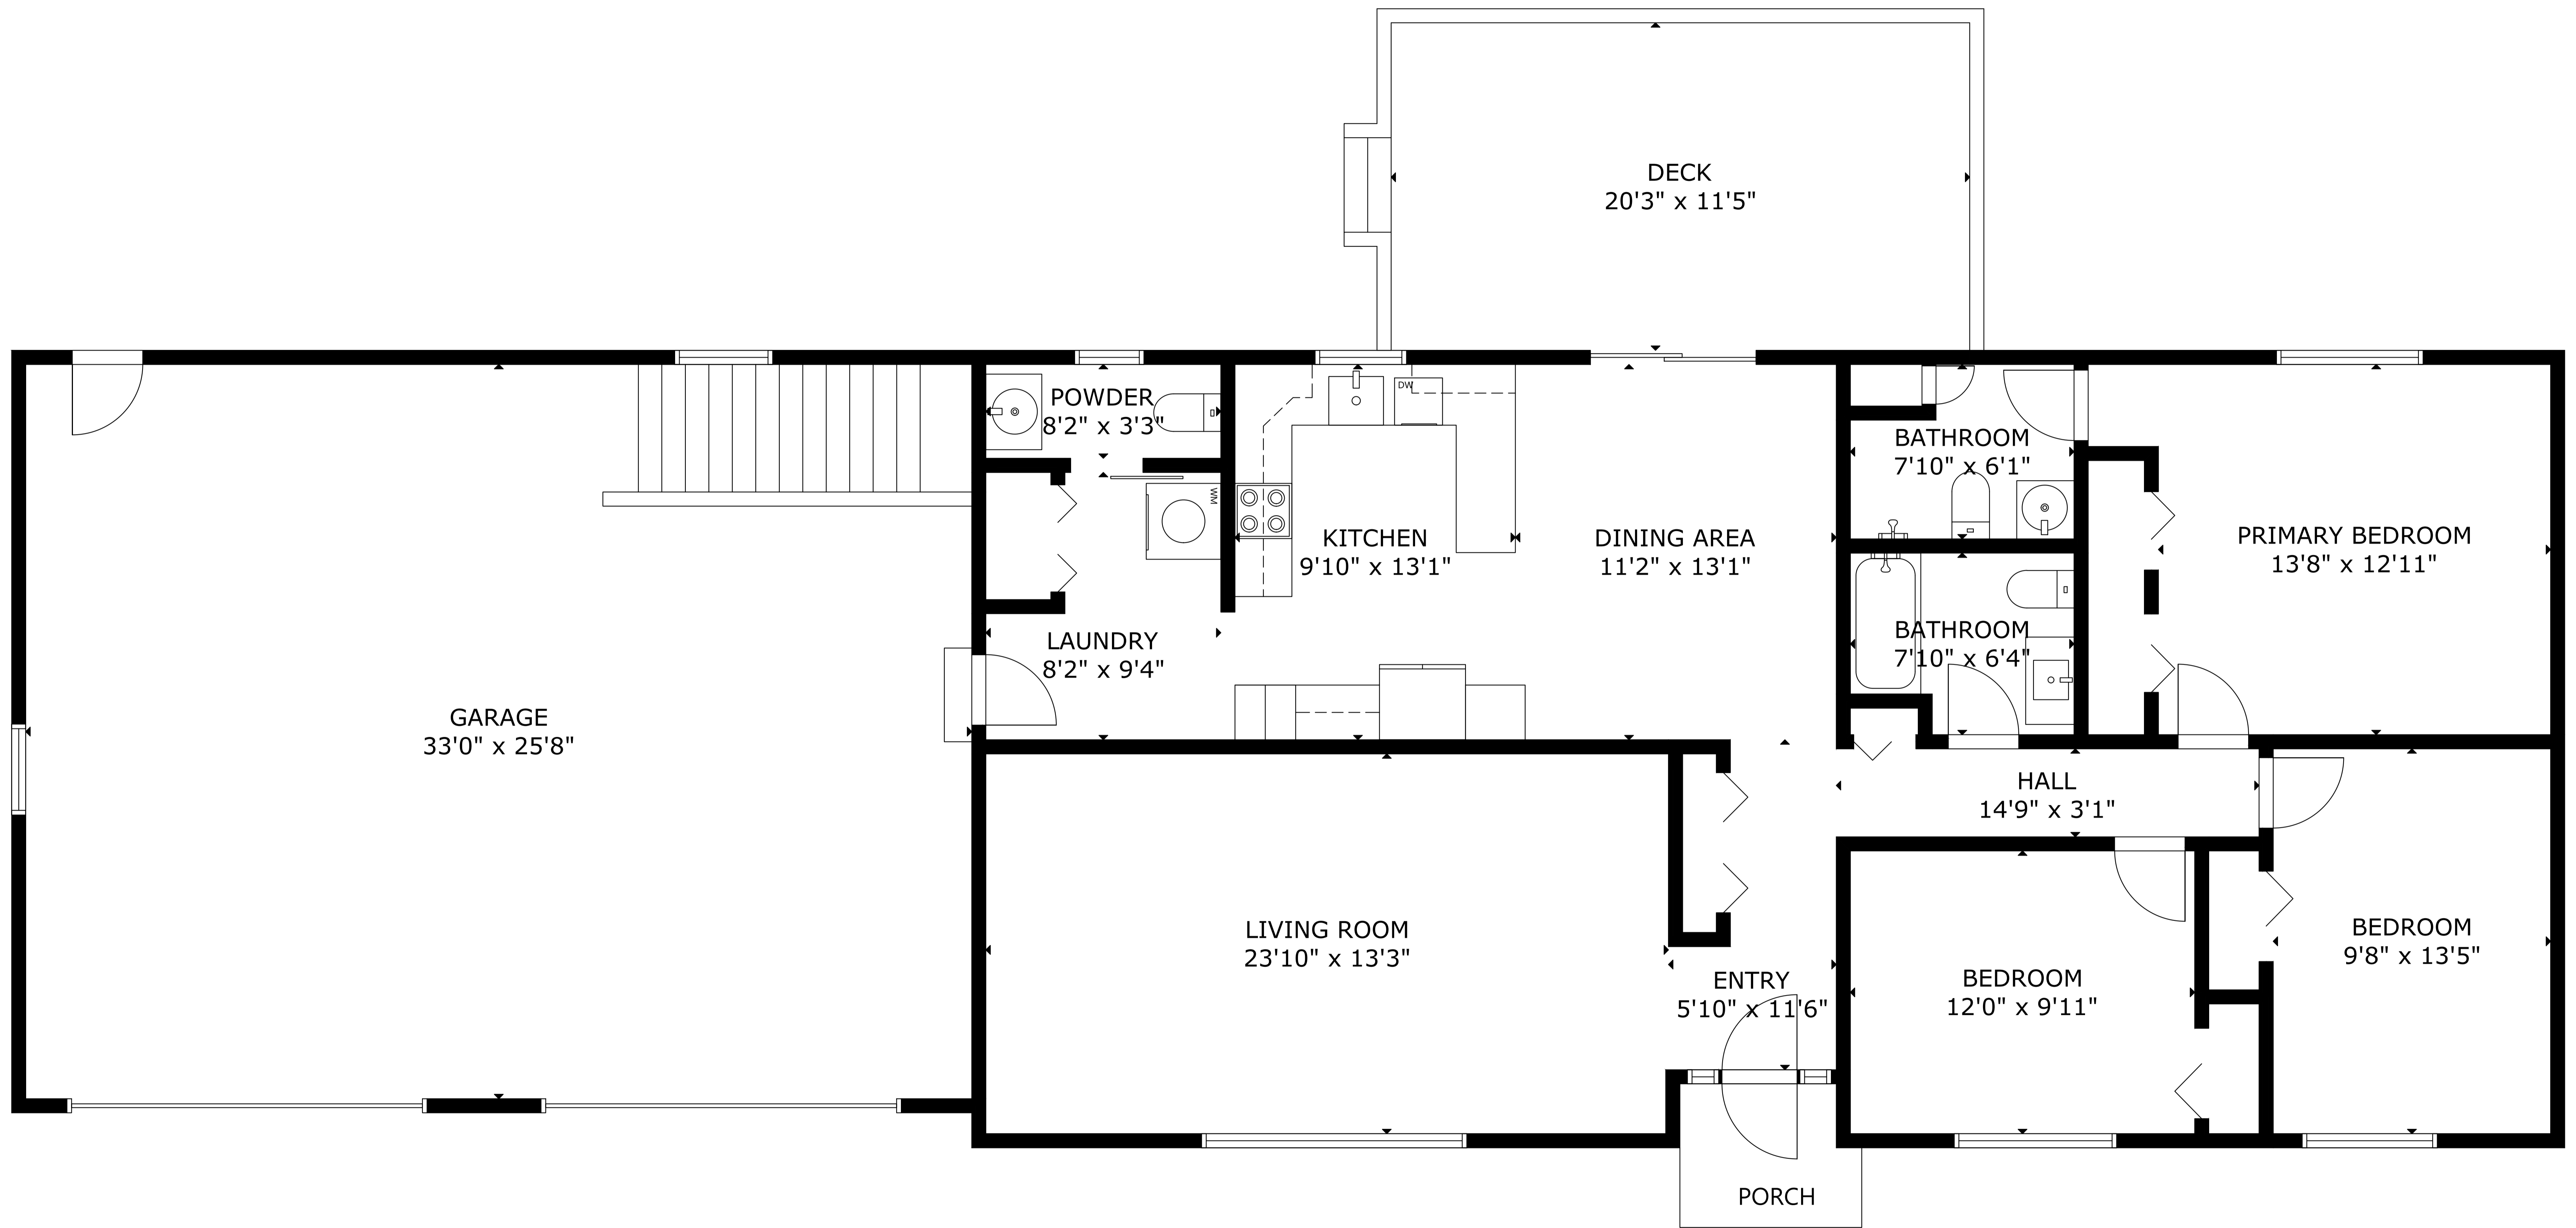 DECK
20'3" x 11'5"
POWDER
8'2" x 3'3"
DW
BATHROOM
7'10" x 6'1"
WM
KITCHEN
9'10" x 13'1"
DINING AREA
11'2" x 13'1"
PRIMARY BEDROOM
13'8" x 12'11"
LAUNDRY
8'2" x 9'4"
BATHROOM
7'10" x 6'4"
GARAGE
33'0" x 25'8"
HALL
14'9" x 3'1"
LIVING ROOM
23'10" x 13'3"
ENTRY
5'10" x 11'6"
BEDROOM
12'0" x 9'11"
BEDROOM
9'8" x 13'5"
PORCH